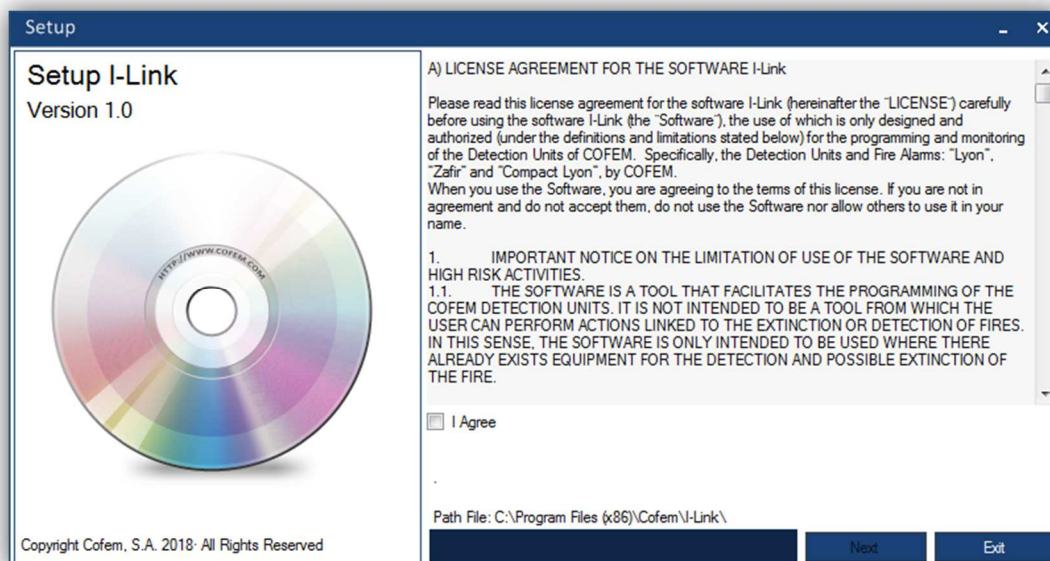 Setup
Setup I-Link
Version 1.0
HTTP://WWW.COFEM.COM
Copyright Cofem, S.A. 2018· All Rights Reserved
A) LICENSE AGREEMENT FOR THE SOFTWARE I-Link
Please read this license agreement for the software I-Link (hereinafter the ¨LICENSE¨) carefully
before using the software I-Link (the ¨Software¨), the use of which is only designed and
authorized (under the definitions and limitations stated below) for the programming and monitoring
of the Detection Units of COFEM.  Specifically, the Detection Units and Fire Alarms: "Lyon",
"Zafir" and "Compact Lyon", by COFEM.
When you use the Software, you are agreeing to the terms of this license. If you are not in
agreement and do not accept them, do not use the Software nor allow others to use it in your
name.
1. IMPORTANT NOTICE ON THE LIMITATION OF USE OF THE SOFTWARE AND
HIGH RISK ACTIVITIES.
1.1. THE SOFTWARE IS A TOOL THAT FACILITATES THE PROGRAMMING OF THE
COFEM DETECTION UNITS. IT IS NOT INTENDED TO BE A TOOL FROM WHICH THE
USER CAN PERFORM ACTIONS LINKED TO THE EXTINCTION OR DETECTION OF FIRES.
IN THIS SENSE, THE SOFTWARE IS ONLY INTENDED TO BE USED WHERE THERE
ALREADY EXISTS EQUIPMENT FOR THE DETECTION AND POSSIBLE EXTINCTION OF
THE FIRE.
I Agree
.
Path File: C:\Program Files (x86)\Cofem\I-Link\
Next
Exit